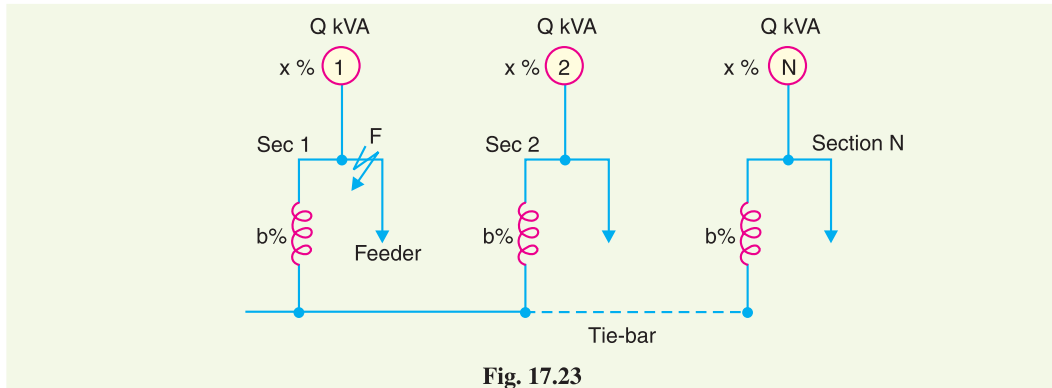 Q kVA Q kVA Q kVA
x % 1 x % 2 x % N
Sec 1 F Sec 2 Section N
b% b% b%
Feeder
Tie-bar
Fig. 17.23